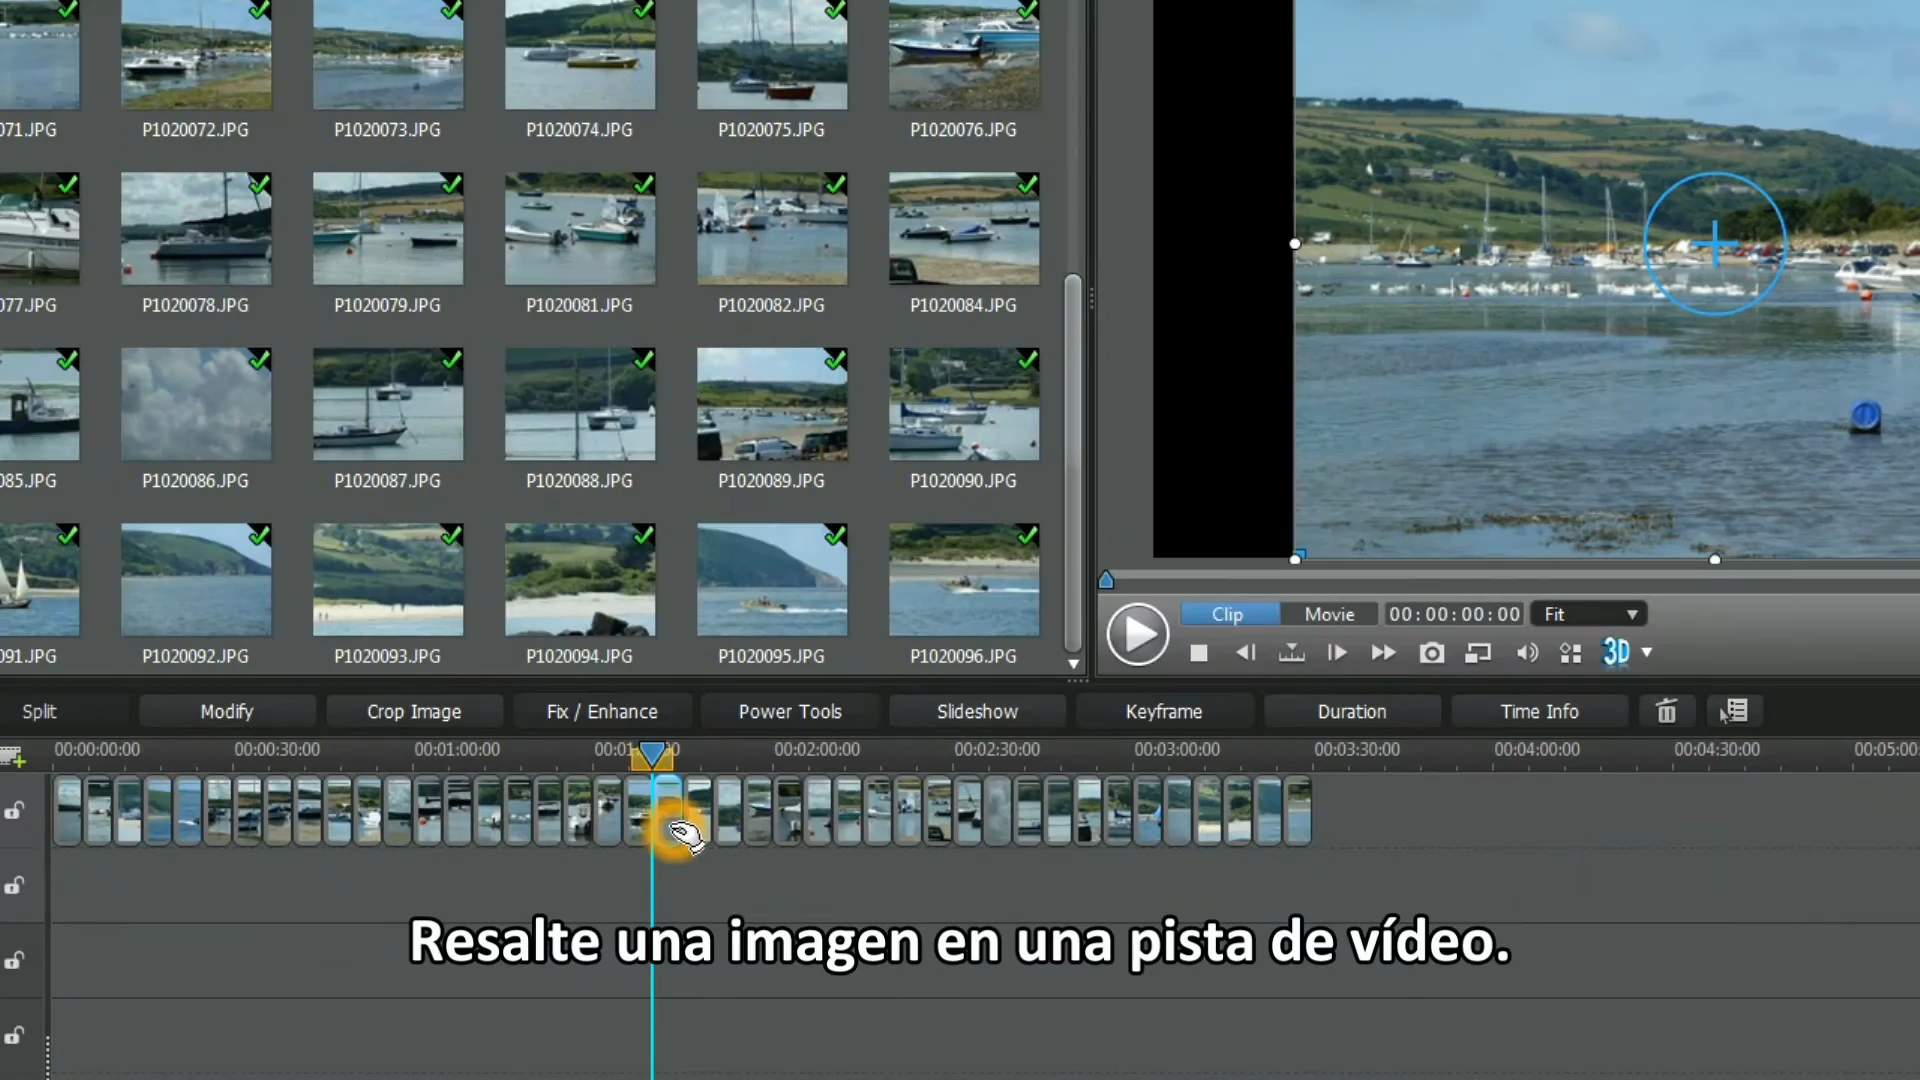 071.JPG P1020072.JPG P1020073.JPG P1020074.JPG P1020075.JPG P1020076.JPG
077.JPG P1020078.JPG P1020079.JPG P1020081.JPG P1020082.JPG P1020084.JPG
085.JPG P1020086.JPG P1020087.JPG P1020088.JPG P1020089.JPG P1020090.JPG
091.JPG P1020092.JPG P1020093.JPG P1020094.JPG P1020095.JPG P1020096.JPG
Clip Movie 00:00:00:00 Fit
3D
Split Modify Crop Image Fix / Enhance Power Tools Slideshow Keyframe Duration Time Info
00:00:00:00 00:00:30:00 00:01:00:00 00:02:00:00 00:02:30:00 00:03:00:00 00:03:30:00 00:04:00:00 00:04:30:00
Resalte una imagen en una pista de vídeo.